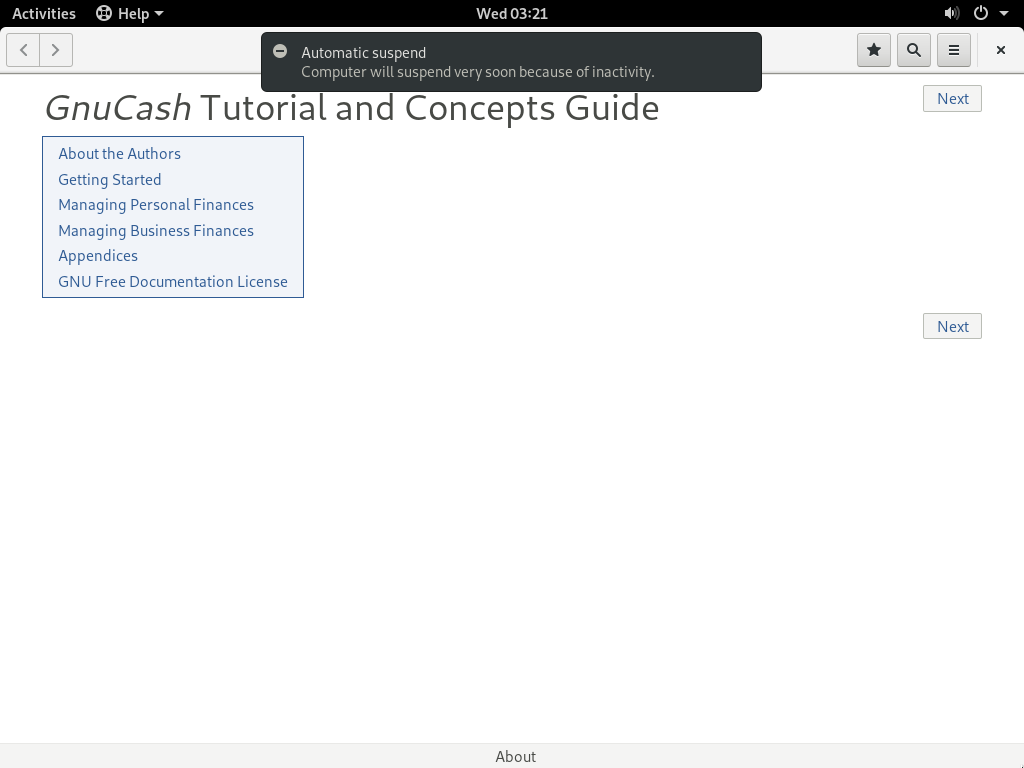 Activities
Help
Wed 03:21
Automatic suspend
Computer will suspend very soon because of inactivity.
GnuCash Tutorial and Concepts Guide
Next
About the Authors
Getting Started
Managing Personal Finances
Managing Business Finances
Appendices
GNU Free Documentation License
Next
About